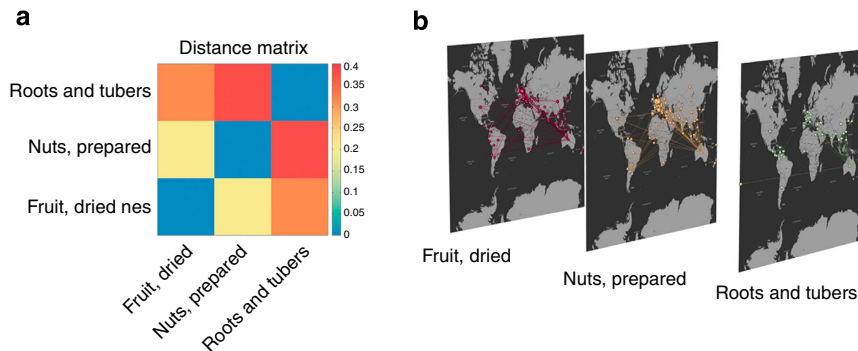 a
Distance matrix
Roots and tubers
Nuts, prepared
Fruit, dried nes
0.4
0.35
0.3
0.25
0.2
0.15
0.1
0.05
0
Fruit, dried
Nuts, prepared
Roots and tubers
b
Fruit, dried
Nuts, prepared
Roots and tubers